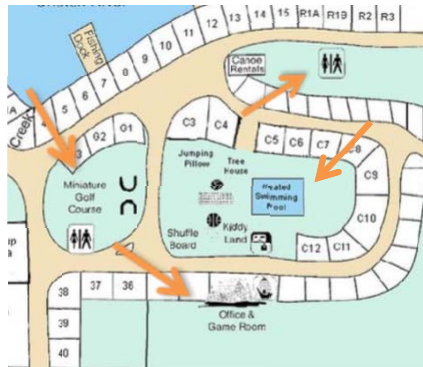 Fishing
Dock
12
13
14
15
R1A
R1B
R2
R3
11
10
9
8
7
6
5
Canoe
Rentals
Creek
G1
G2
C3
C4
C5
C6
C7
C9
C10
C11
C12
Jumping
Pillow
Tree
House
Heated
Swimming
Pool
Miniature
Golf
Course
Shuffle
Board
Kiddy
Land
38
37
36
39
40
Office &
Game Room